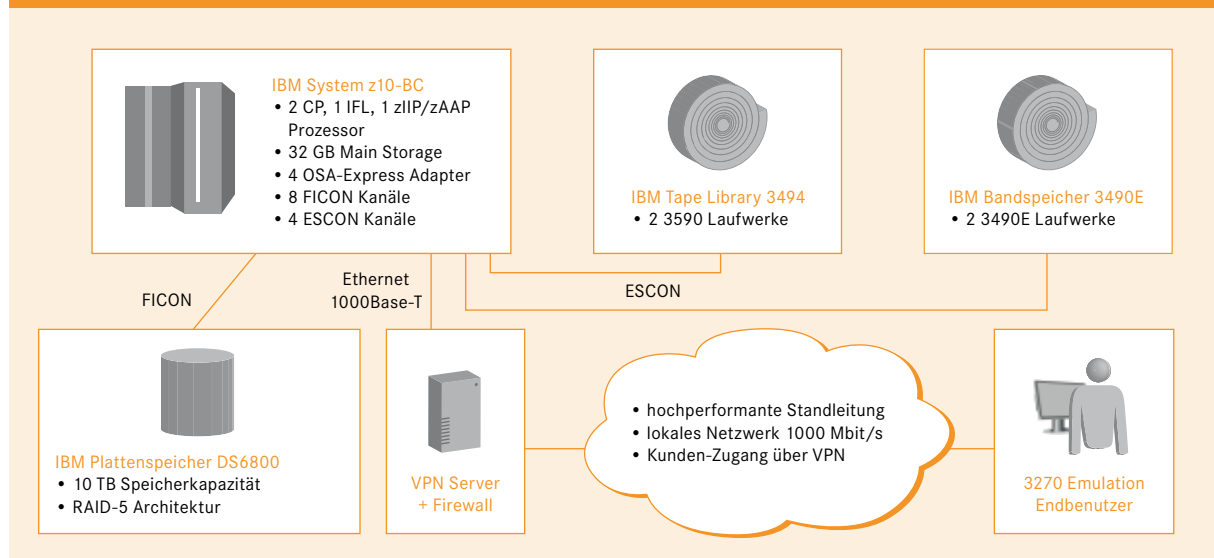 IBM System z10-BC
• 2 CP, 1 IFL, 1 zIIP/zAAP
Prozessor
• 32 GB Main Storage
• 4 OSA-Express Adapter
• 8 FICON Kanäle
• 4 ESCON Kanäle
IBM Tape Library 3494
• 2 3590 Laufwerke
IBM Bandspeicher 3490E
• 2 3490E Laufwerke
FICON
Ethernet
1000Base-T
ESCON
IBM Plattenspeicher DS6800
• 10 TB Speicherkapazität
• RAID-5 Architektur
VPN Server
+ Firewall
• hochperformante Standleitung
• lokales Netzwerk 1000 Mbit/s
• Kunden-Zugang über VPN
3270 Emulation
Endbenutzer